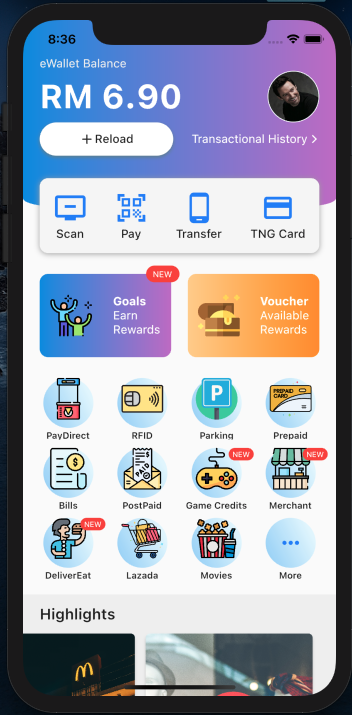 8:36
eWallet Balance
RM 6.90
+ Reload
Transactional History >
Scan
Pay
Transfer
TNG Card
NEW
Goals
Earn
Rewards
Voucher
Available
Rewards
P
PREPAID
CARD
PayDirect
RFID
Parking
Prepaid
NEW
NEW
Bills
PostPaid
Game Credits
Merchant
NEW
DeliverEat
Lazada
Movies
More
Highlights